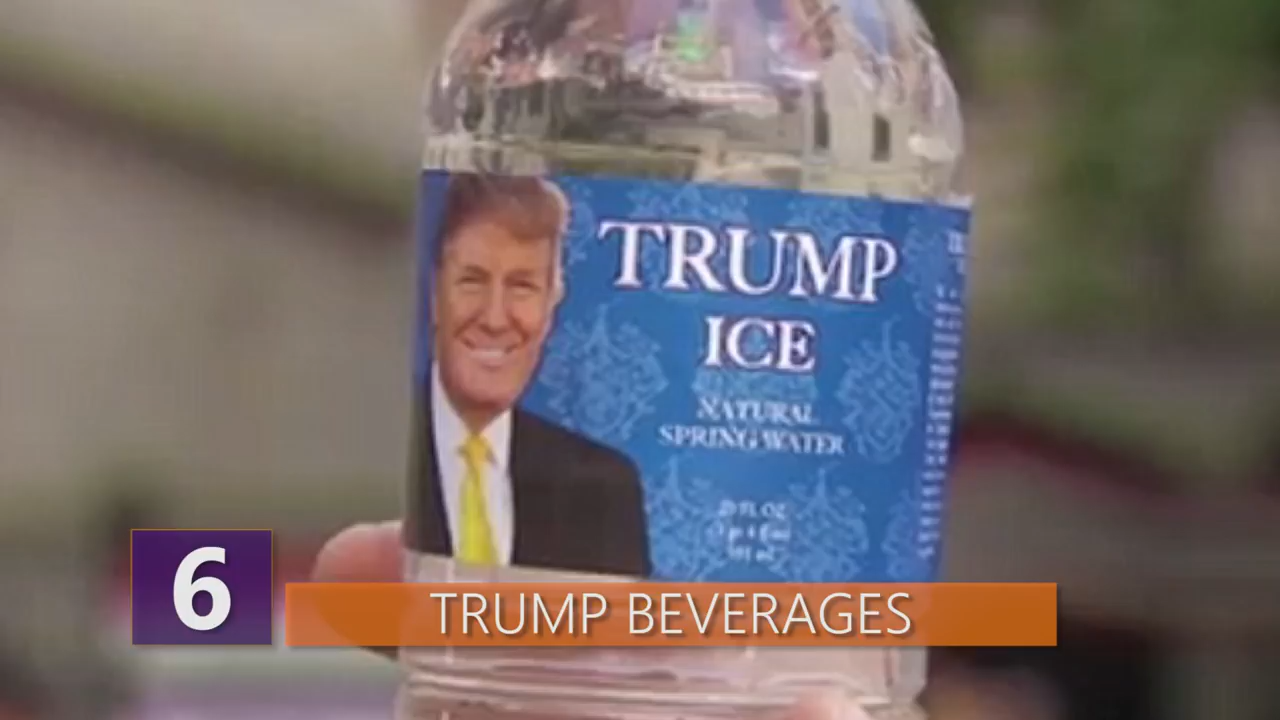 TRUMP
ICE
NATURAL
SPRING WATER
6
TRUMP BEVERAGES